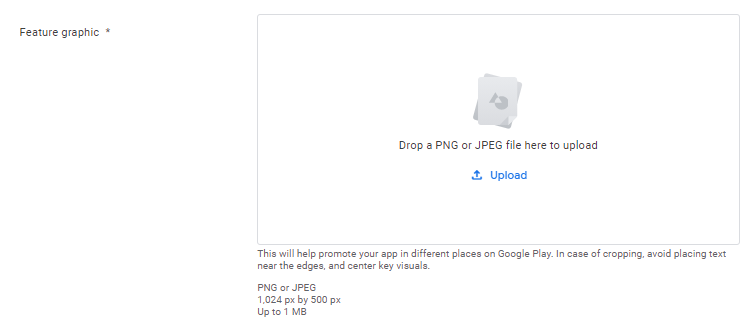 Feature graphic *
Drop a PNG or JPEG file here to upload
Upload
This will help promote your app in different places on Google Play. In case of cropping, avoid placing text
near the edges, and center key visuals.
PNG or JPEG
1,024 px by 500 px
Up to 1 MB